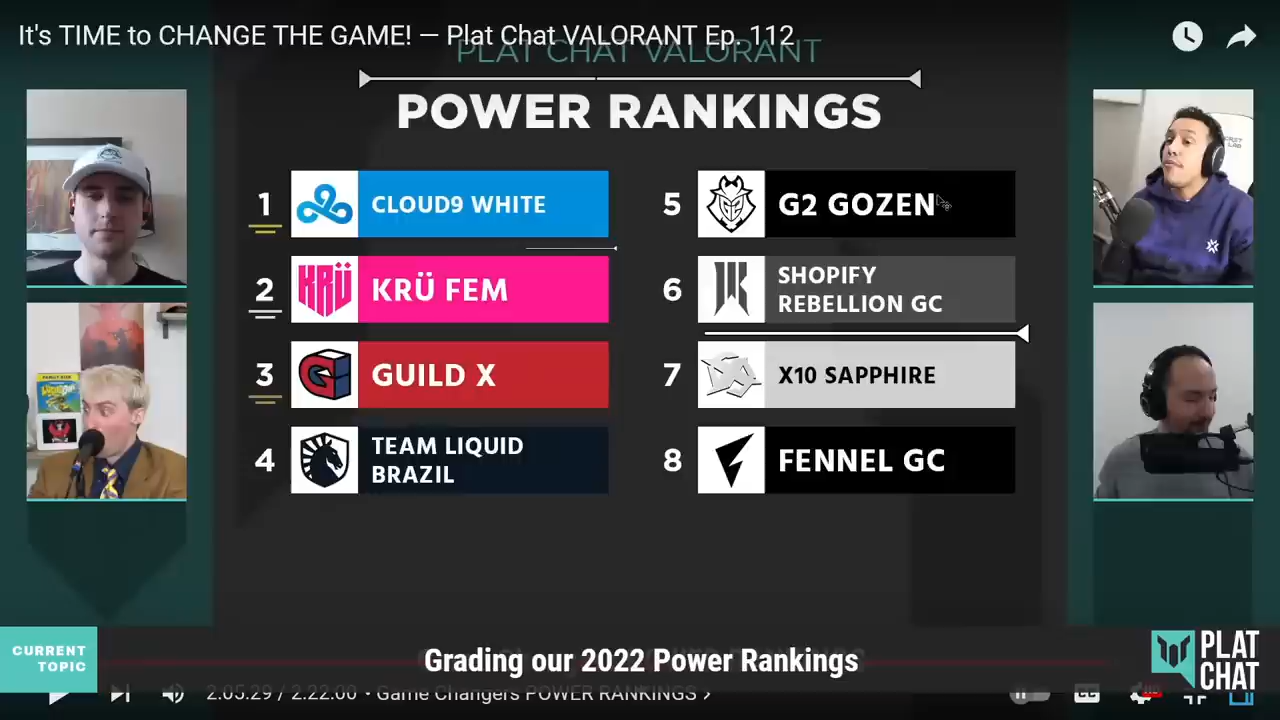 It's TIME to CHANGE THE GAME! — Plat Chat VALORANT Ep. 112
PLAT CHAT VALORANT
POWER RANKINGS
1
CLOUD9 WHITE
2
KRÜ
KRÜ FEM
3
GUILD X
4
TEAM LIQUID
BRAZIL
5
G2 GOZEN
6
SHOPIFY
REBELLION GC
7
X10 SAPPHIRE
8
FENNEL GC
CURRENT
TOPIC
Grading our 2022 Power Rankings
PLAT
CHAT
2:05:29 / 2:22:00 • Game Changers POWER RANKINGS ›
CC